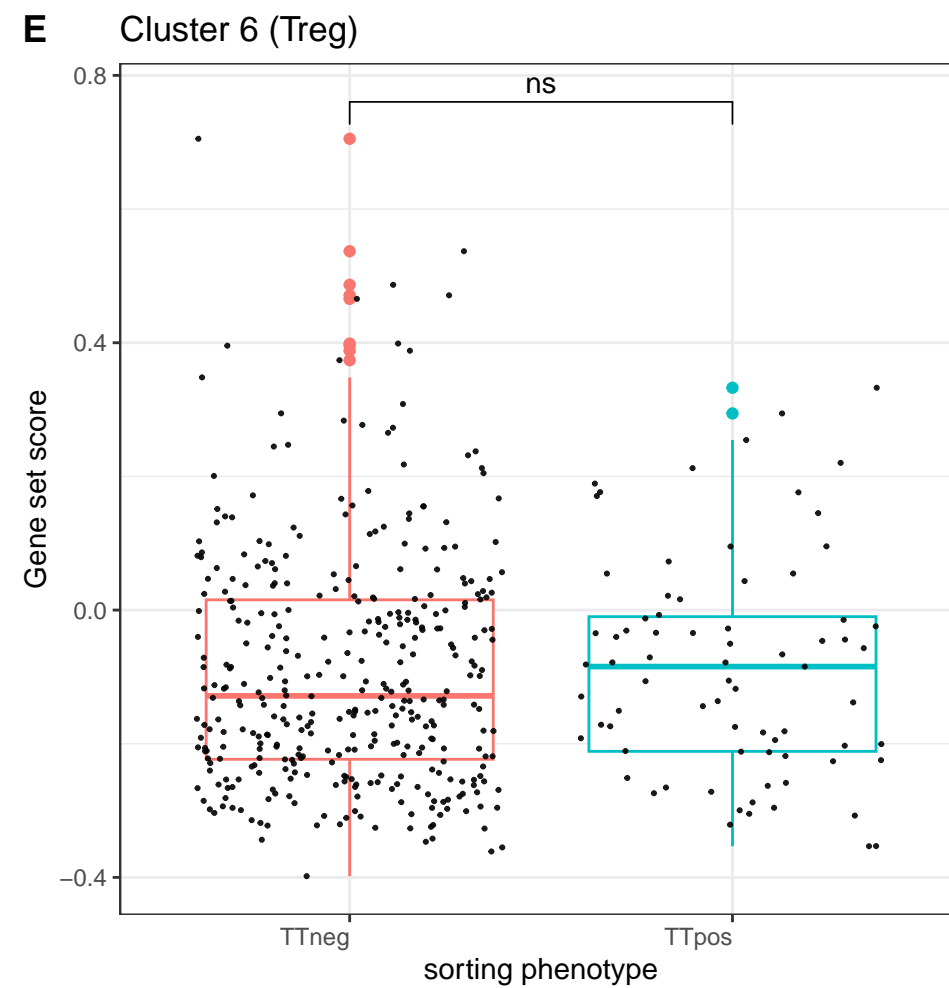 E Cluster 6 (Treg)
ns
0.8
0.4
0.0
−0.4
Gene set score
TTneg TTpos
sorting phenotype